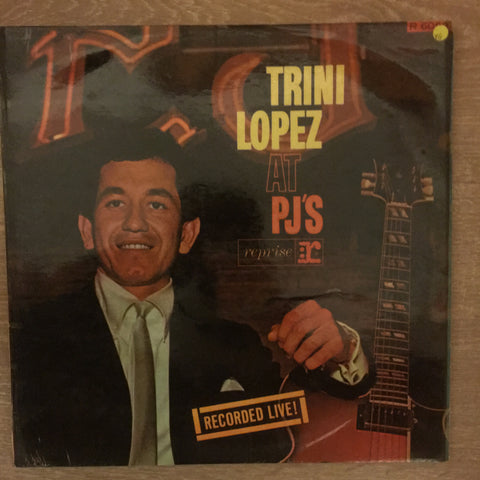 TRINI
LOPEZ
AT
PJ'S
reprise r:
RECORDED LIVE!